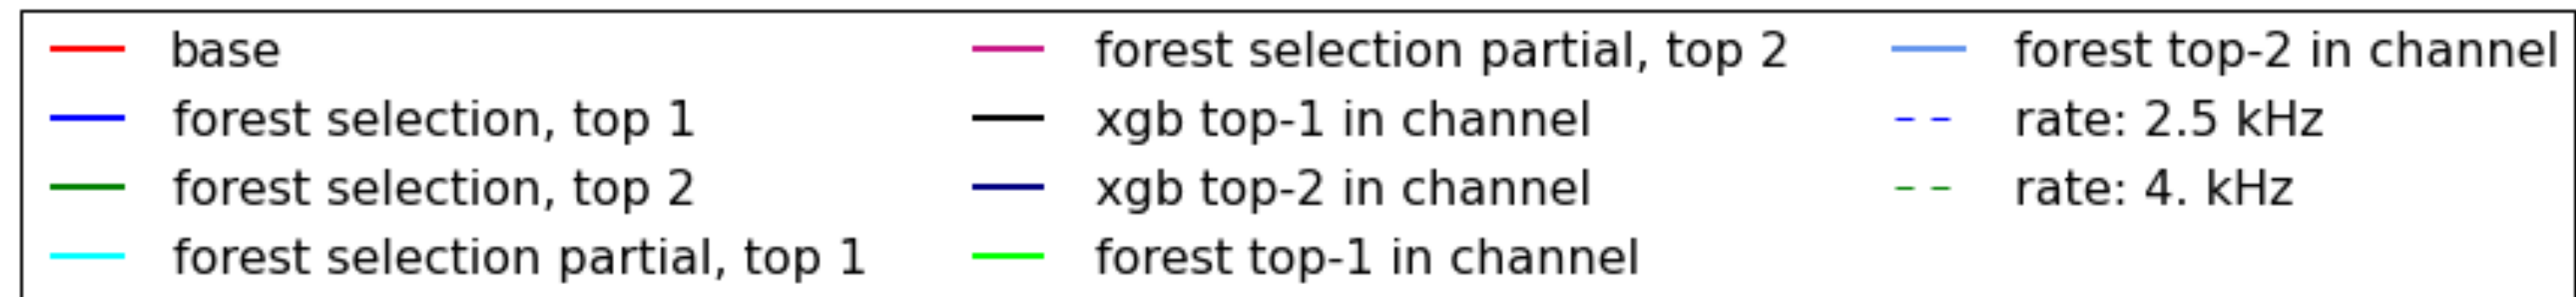 base
forest selection, top 1
forest selection, top 2
forest selection partial, top 1
forest selection partial, top 2
xgb top-1 in channel
xgb top-2 in channel
forest top-1 in channel
forest top-2 in channel
rate: 2.5 kHz
rate: 4. kHz